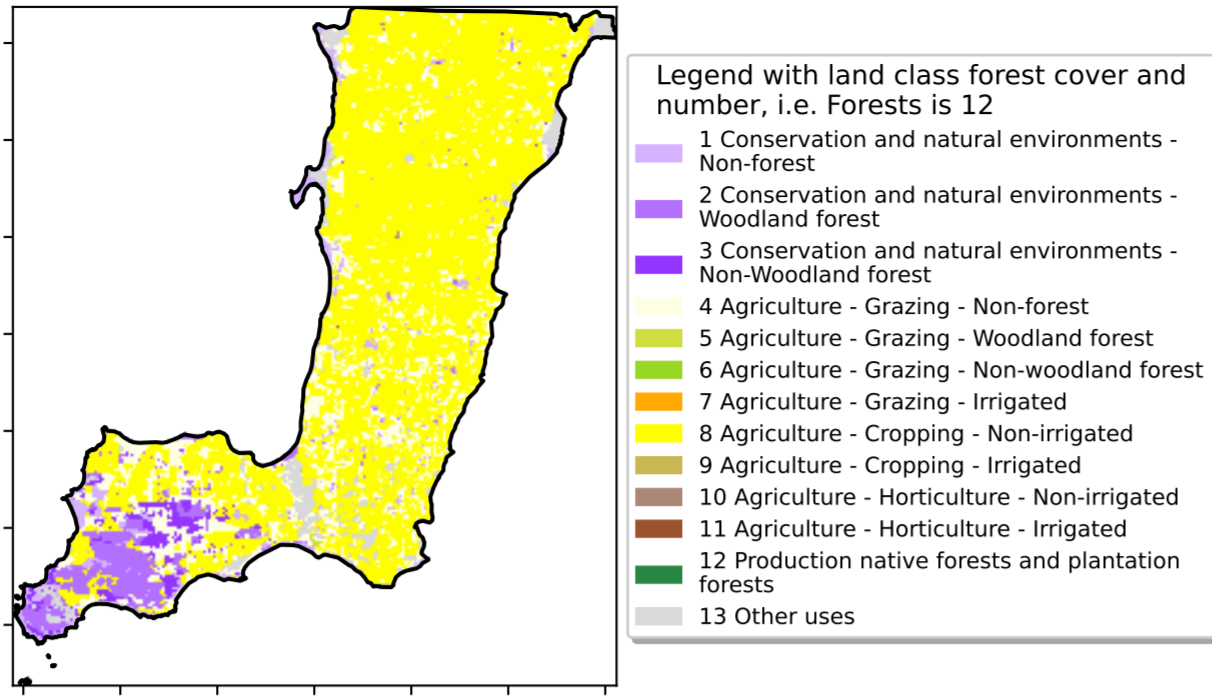 Legend with land class forest cover and
number, i.e. Forests is 12
1 Conservation and natural environments -
Non-forest
2 Conservation and natural environments -
Woodland forest
3 Conservation and natural environments -
Non-Woodland forest
4 Agriculture - Grazing - Non-forest
5 Agriculture - Grazing - Woodland forest
6 Agriculture - Grazing - Non-woodland forest
7 Agriculture - Grazing - Irrigated
8 Agriculture - Cropping - Non-irrigated
9 Agriculture - Cropping - Irrigated
10 Agriculture - Horticulture - Non-irrigated
11 Agriculture - Horticulture - Irrigated
12 Production native forests and plantation
forests
13 Other uses